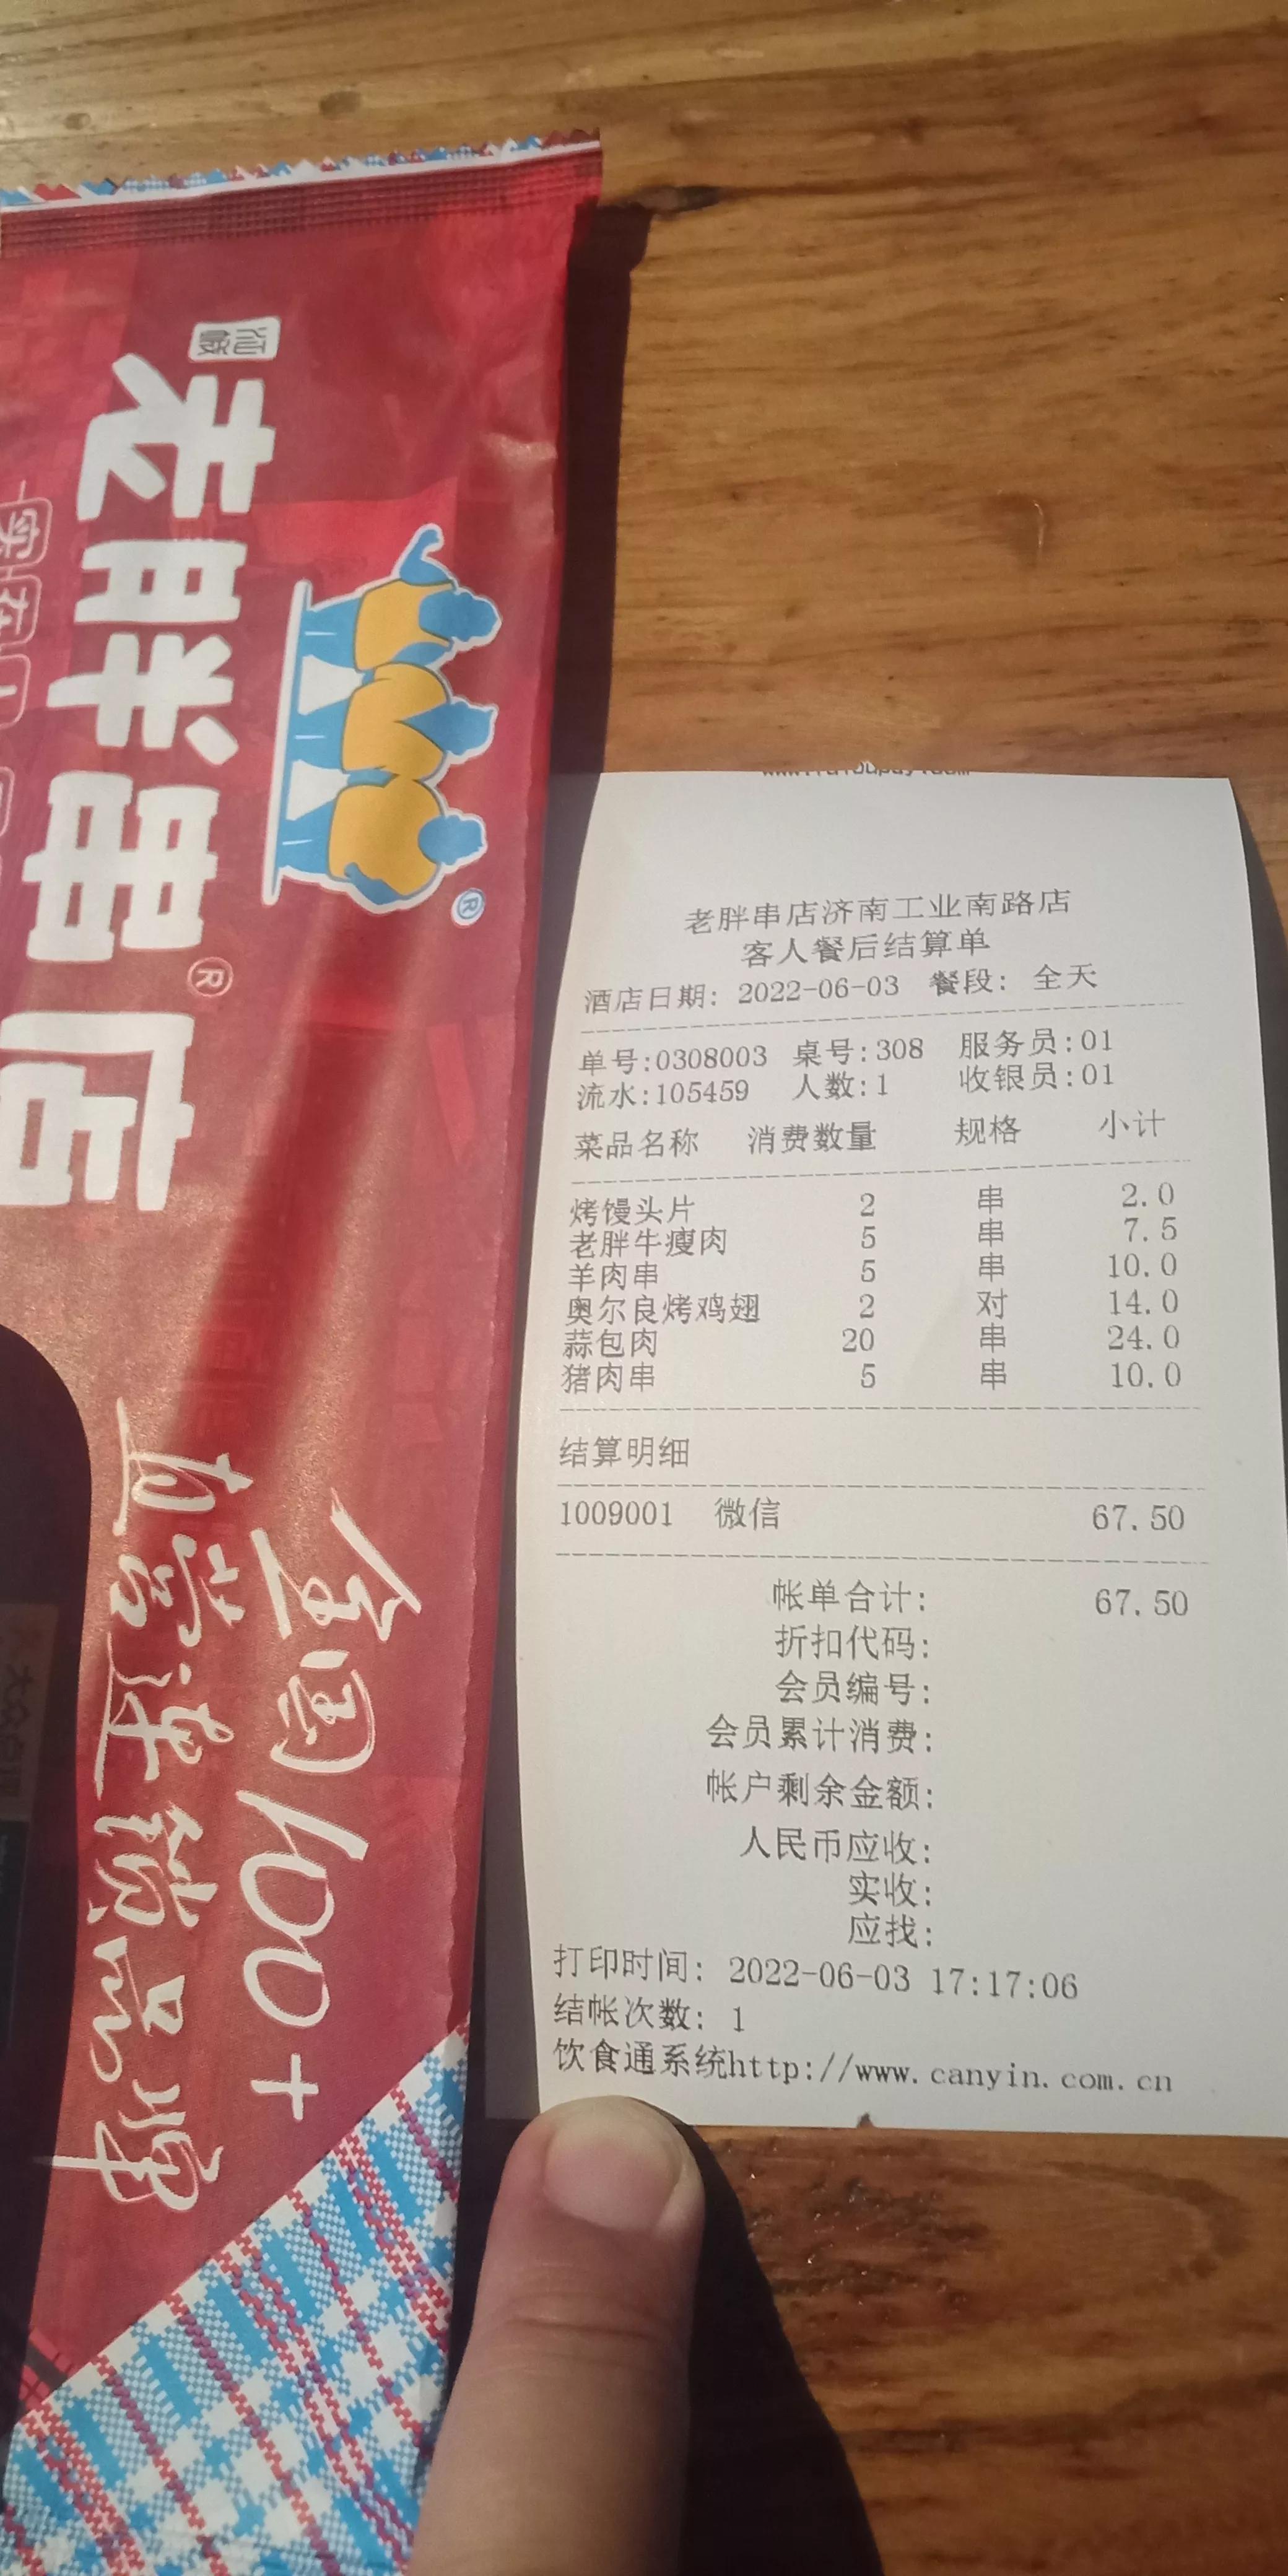 老胖串店
®
®
全国100+
直营连锁品牌
老胖串店济南工业南路店
客人餐后结算单
酒店日期: 2022-06-03 餐段: 全天
单号:0308003 桌号:308 服务员:01
流水:105459 人数:1 收银员:01
菜品名称 消费数量 规格 小计
烤馒头片 2 串 2.0
老胖牛瘦肉 5 串 7.5
羊肉串 5 串 10.0
奥尔良烤鸡翅 2 对 14.0
蒜包肉 20 串 24.0
猪肉串 5 串 10.0
结算明细
1009001 微信 67.50
帐单合计: 67.50
折扣代码:
会员编号:
会员累计消费:
帐户剩余金额:
人民币应收:
实收:
应找:
打印时间: 2022-06-03 17:17:06
结帐次数: 1
饮食通系统http://www.canyin.com.cn